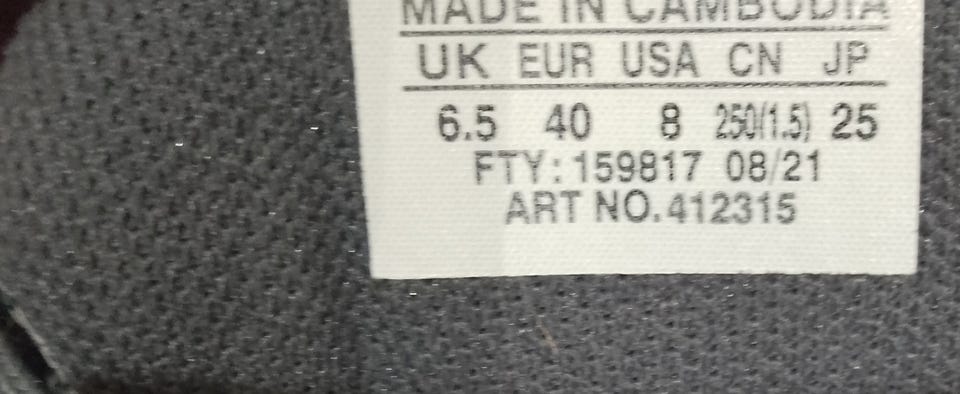 MADE IN CAMBODIA
UK EUR USA CN JP
6.5 40 8 250(1.5) 25
FTY: 159817 08/21
ART NO. 412315